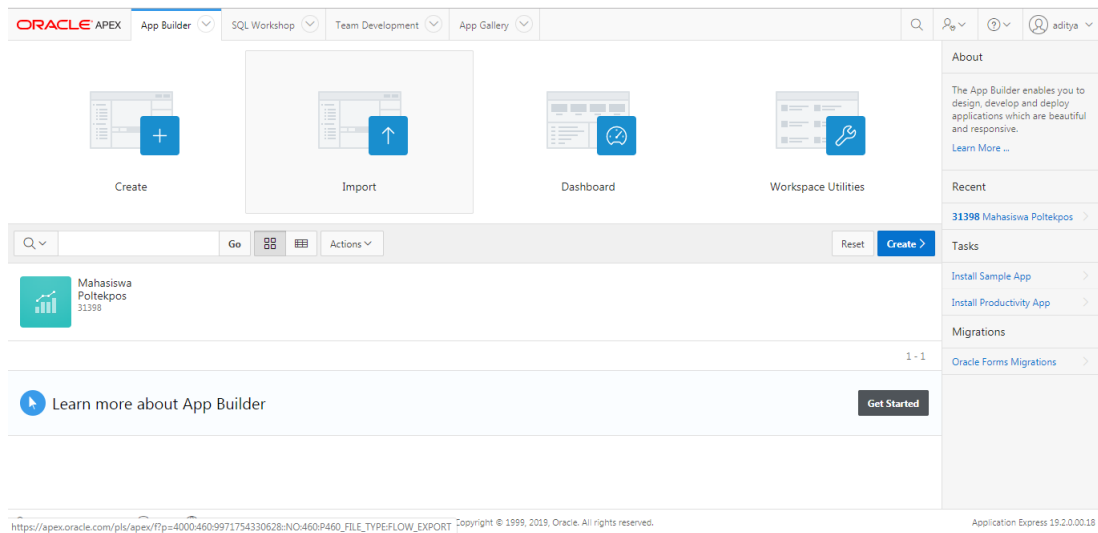 ORACLE APEX
App Builder
SQL Workshop
Team Development
App Gallery
aditya
Create
Import
Dashboard
Workspace Utilities
Go
Actions
Reset
Create
Mahasiswa
Poltekpos
31398
1 - 1
Learn more about App Builder
Get Started
About
The App Builder enables you to
design, develop and deploy
applications which are beautiful
and responsive.
Learn More ...
Recent
31398 Mahasiswa Poltekpos
Tasks
Install Sample App
Install Productivity App
Migrations
Oracle Forms Migrations
https://apex.oracle.com/pls/apex/f?p=4000:460:9971754330628::NO:460:P460_FILE_TYPE:FLOW_EXPORT
Copyright © 1999, 2019, Oracle. All rights reserved.
Application Express 19.2.0.00.18